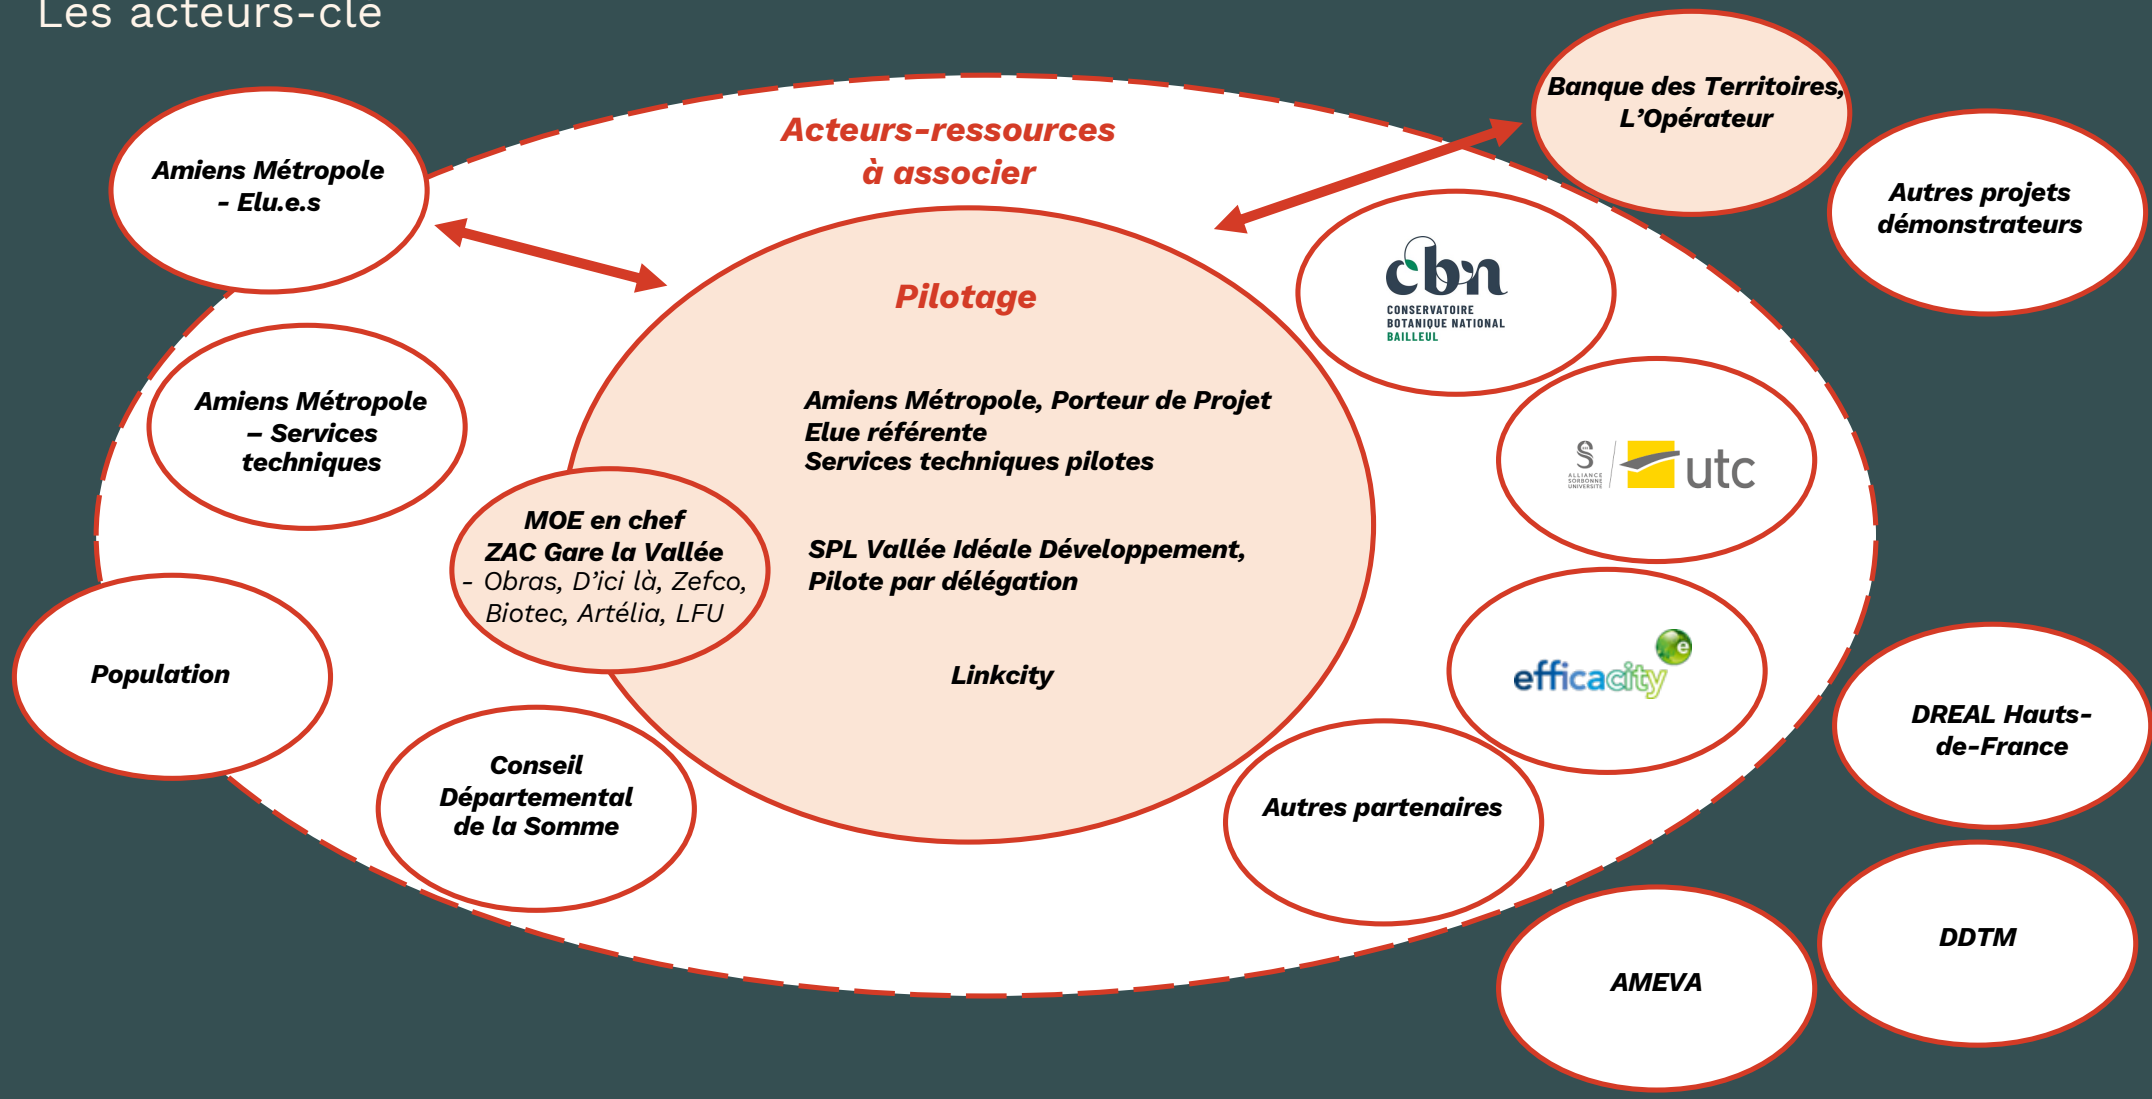 Les acteurs-clé
Banque des Territoires,
L'Opérateur
Acteurs-ressources
à associer
Amiens Métropole
- Elu.e.s
Autres projets
démonstrateurs
cbn
CONSERVATOIRE
BOTANIQUE NATIONAL
BAILLEUL
Pilotage
Amiens Métropole
– Services
techniques
Amiens Métropole, Porteur de Projet
Elue référente
Services techniques pilotes
S
ALLIANCE
SORBONNE
UNIVERSITÉ
utc
MOE en chef
ZAC Gare la Vallée
- Obras, D'ici là, Zefco,
Biotec, Artélia, LFU
SPL Vallée Idéale Développement,
Pilote par délégation
Population
Linkcity
efficacity
e
DREAL Hauts-
de-France
Conseil
Départemental
de la Somme
Autres partenaires
DDTM
AMEVA